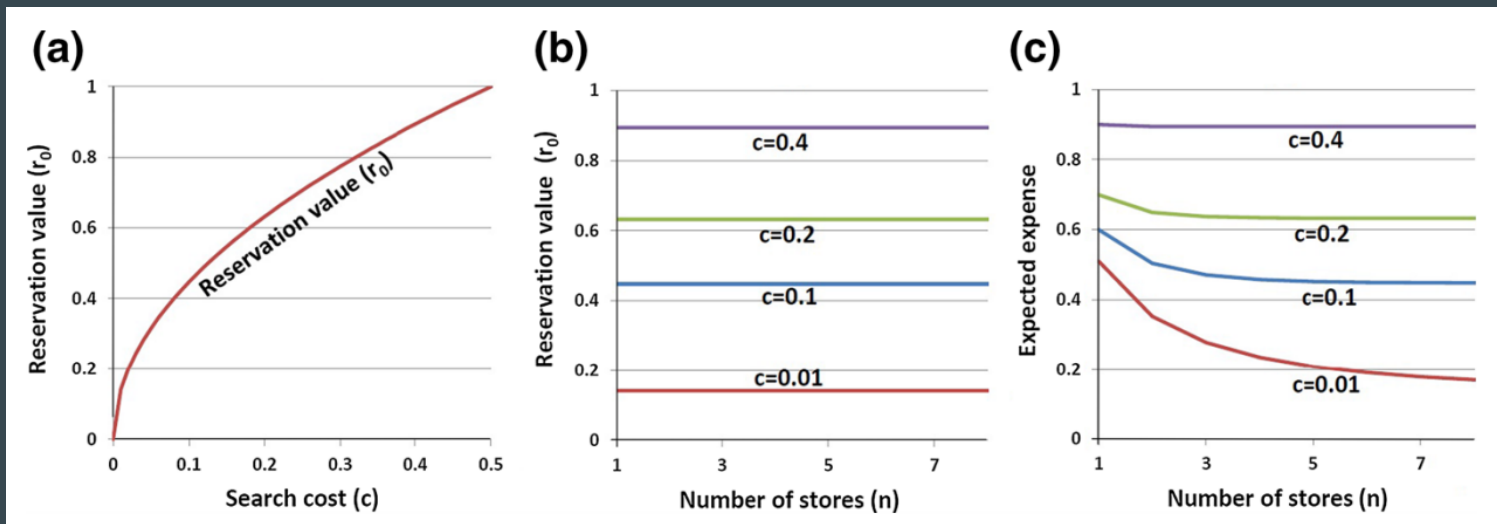 (a)
Reservation value (r0)
1
0.8
0.6
0.4
0.2
0
Reservation value (r0)
0
0.1
0.2
0.3
0.4
0.5
Search cost (c)
(b)
Reservation value (r0)
1
0.8
0.6
0.4
0.2
0
c=0.4
c=0.2
c=0.1
c=0.01
1
3
5
7
Number of stores (n)
(c)
Expected expense
1
0.8
0.6
0.4
0.2
0
c=0.4
c=0.2
c=0.1
c=0.01
1
3
5
7
Number of stores (n)